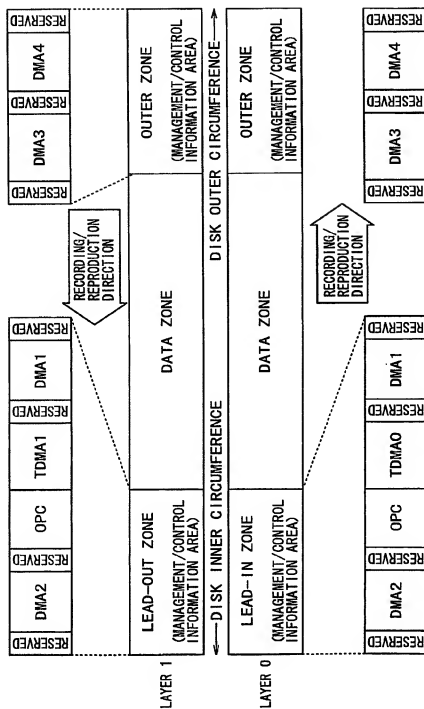 RESERVED
DMA2
RESERVED
OPC
TDMA1
RESERVED
DMA1
RESERVED
RESERVED
DMA3
RESERVED
DMA4
RESERVED
RECORDING/
REPRODUCTION
DIRECTION
LAYER 1
LEAD-OUT ZONE
(MANAGEMENT/CONTROL
INFORMATION AREA)
DATA ZONE
OUTER ZONE
(MANAGEMENT/CONTROL
INFORMATION AREA)
DISK INNER CIRCUMFERENCE
DISK OUTER CIRCUMFERENCE
LAYER 0
LEAD-IN ZONE
(MANAGEMENT/CONTROL
INFORMATION AREA)
DATA ZONE
OUTER ZONE
(MANAGEMENT/CONTROL
INFORMATION AREA)
RECORDING/
REPRODUCTION
DIRECTION
RESERVED
DMA2
RESERVED
OPC
TDMA0
RESERVED
DMA1
RESERVED
RESERVED
DMA3
RESERVED
DMA4
RESERVED